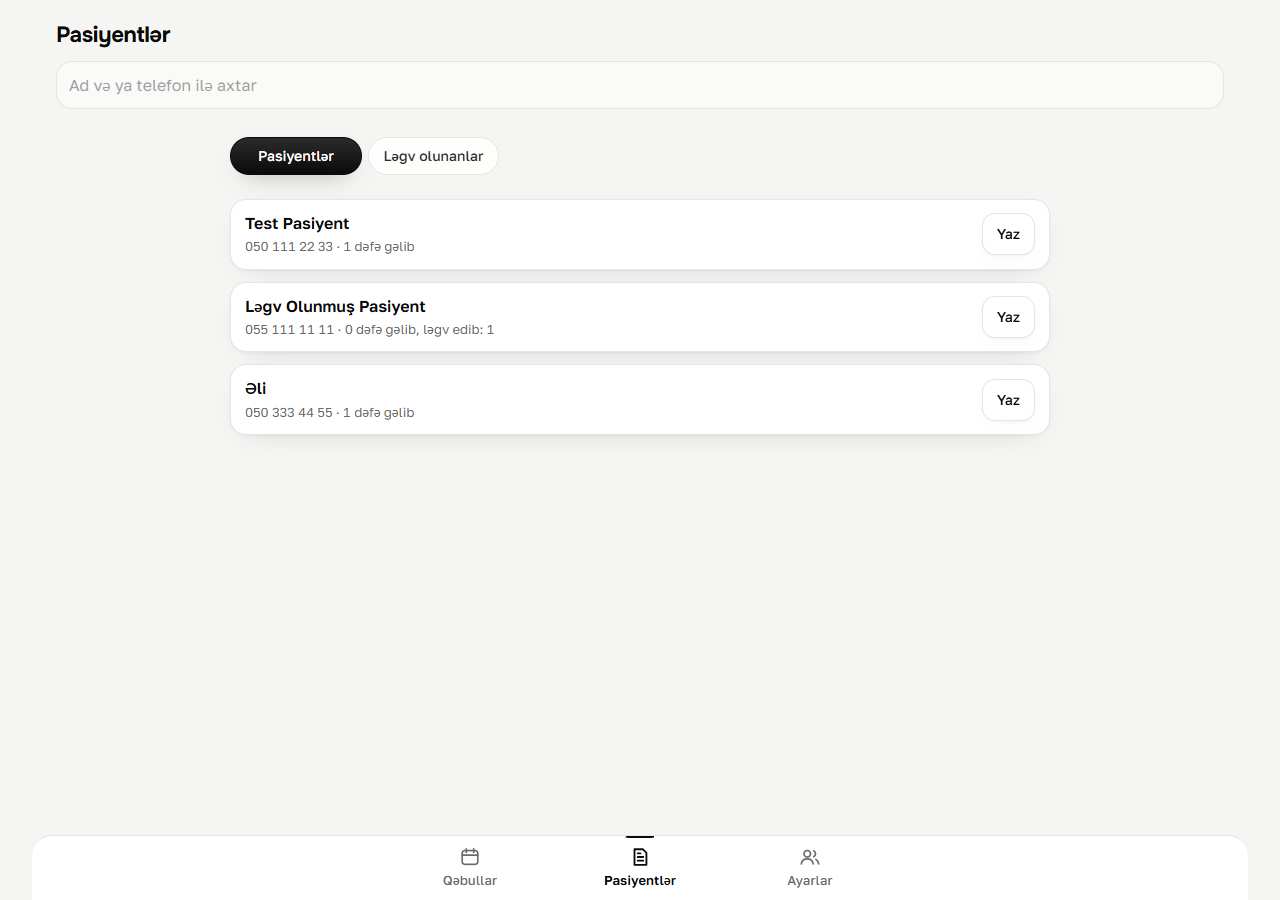 Pasiyentlər
Ad və ya telefon ilə axtar
Pasiyentlər
Ləgv olunanlar
Test Pasiyent
050 111 22 33 · 1 dəfə gəlib
Yaz
Ləgv Olunmuş Pasiyent
055 111 11 11 · 0 dəfə gəlib, ləgv edib: 1
Yaz
Əli
050 333 44 55 · 1 dəfə gəlib
Yaz
Qəbullar
Pasiyentlər
Ayarlar